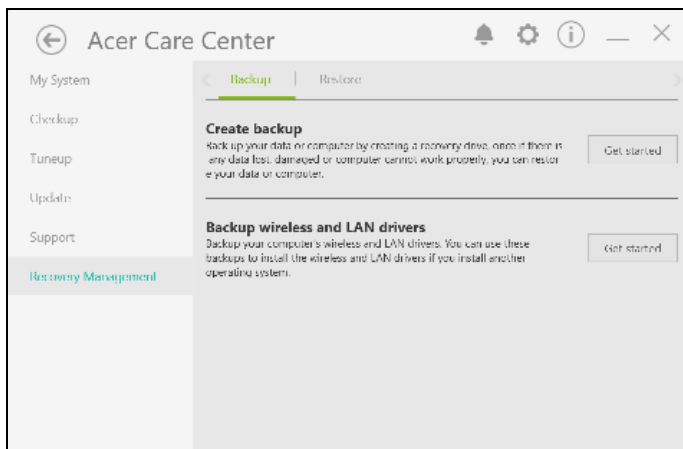 Acer Care Center
My System
Checkup
Tuneup
Update
Support
Recovery Management
Backup
Restore
Create backup
Back up your data or computer by creating a recovery drive, once if there is
any data lost, damaged or computer cannot work properly, you can restor
e your data or computer.
Get started
Backup wireless and LAN drivers
Backup your computer's wireless and LAN drivers. You can use these
backups to install the wireless and LAN drivers if you install another
operating system.
Get started